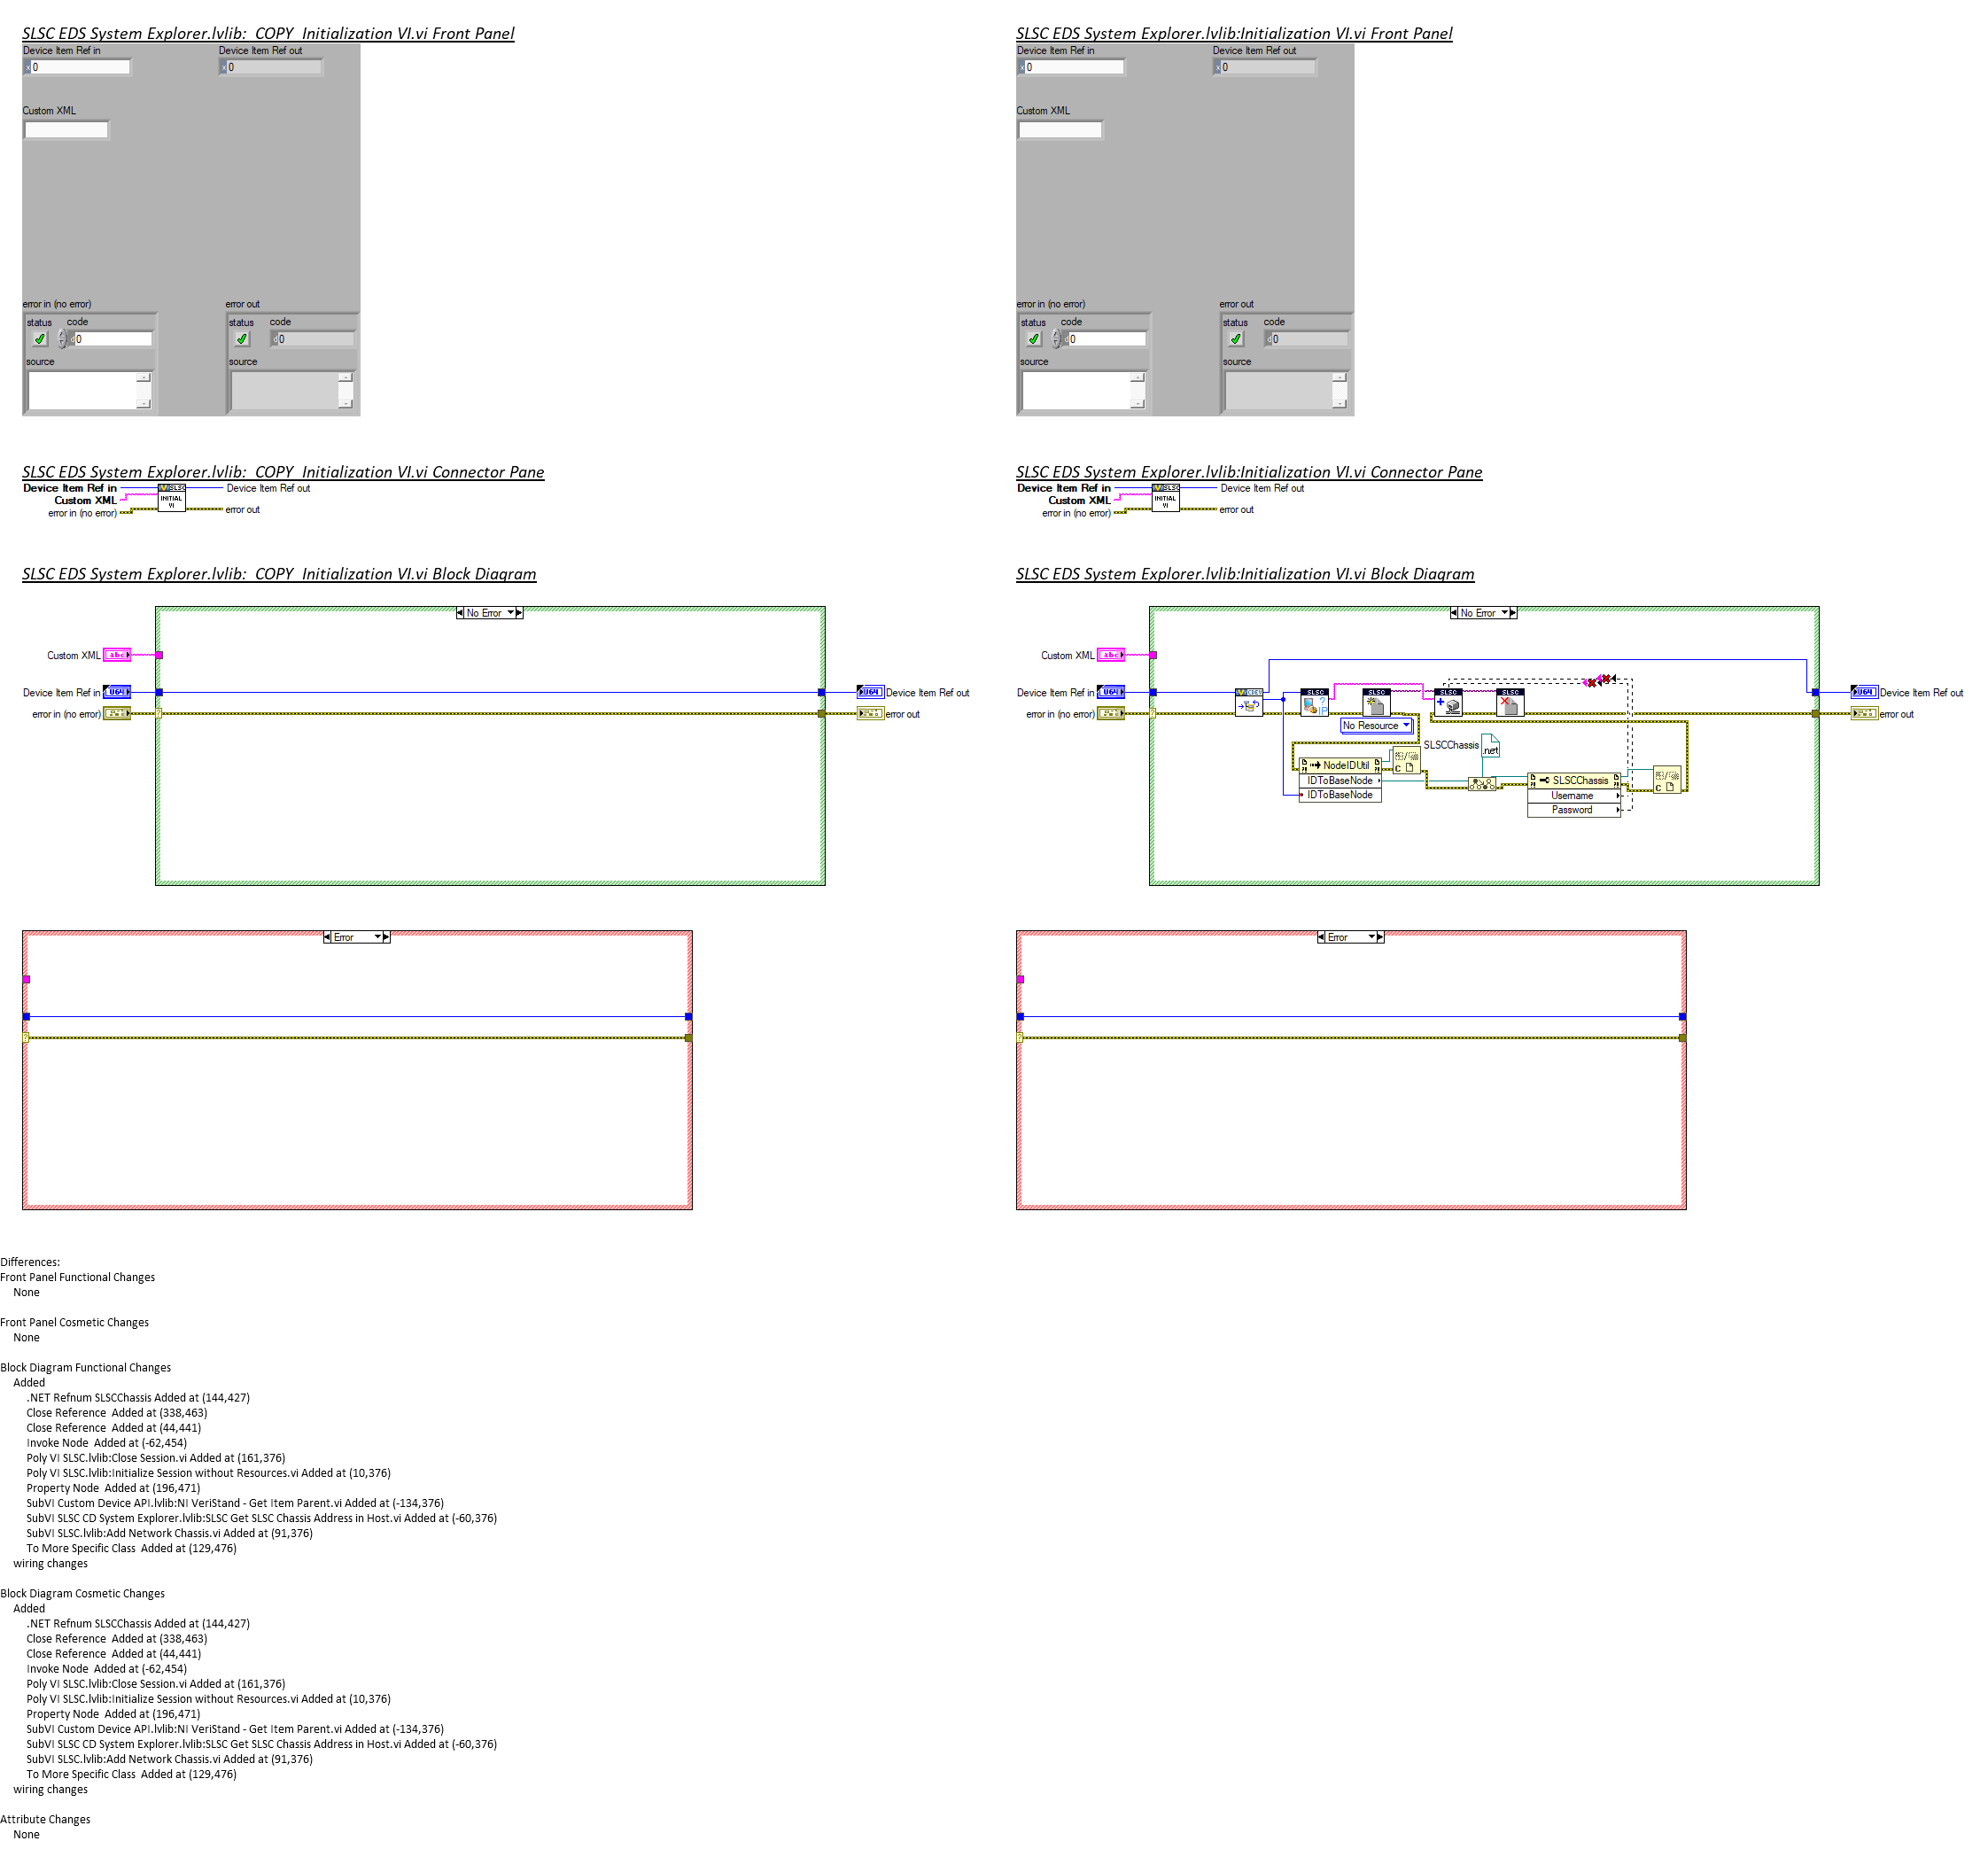 SLSC EDS System Explorer.lvlib:  COPY  Initialization VI.vi Front Panel
Device Item Ref in
Device Item Ref out
x 0
x 0
Custom XML
error in (no error)
error out
status
code
status
code
d 0
d 0
source
source
SLSC EDS System Explorer.lvlib:Initialization VI.vi Front Panel
Device Item Ref in
Device Item Ref out
x 0
x 0
Custom XML
error in (no error)
error out
status
code
status
code
d 0
d 0
source
source
SLSC EDS System Explorer.lvlib:  COPY  Initialization VI.vi Connector Pane
Device Item Ref in
Device Item Ref out
Custom XML
error in (no error)
error out
SLSC
INITIAL
VI
SLSC EDS System Explorer.lvlib:Initialization VI.vi Connector Pane
Device Item Ref in
Device Item Ref out
Custom XML
error in (no error)
error out
SLSC
INITIAL
VI
SLSC EDS System Explorer.lvlib:  COPY  Initialization VI.vi Block Diagram
No Error
Custom XML
abc
Device Item Ref in
U64
U64
Device Item Ref out
error in (no error)
error out
Error
SLSC EDS System Explorer.lvlib:Initialization VI.vi Block Diagram
No Error
Custom XML
abc
Device Item Ref in
U64
SLSC
SLSC
SLSC
SLSC
U64
Device Item Ref out
error in (no error)
? IP
error out
No Resource
SLSCChassis
.net
NodeIDUtil
IDToBaseNode
IDToBaseNode
SLSCChassis
Username
Password
Error
Differences:
Front Panel Functional Changes
None
Front Panel Cosmetic Changes
None
Block Diagram Functional Changes
Added
.NET Refnum SLSCChassis Added at (144,427)
Close Reference  Added at (338,463)
Close Reference  Added at (44,441)
Invoke Node  Added at (-62,454)
Poly VI SLSC.lvlib:Close Session.vi Added at (161,376)
Poly VI SLSC.lvlib:Initialize Session without Resources.vi Added at (10,376)
Property Node  Added at (196,471)
SubVI Custom Device API.lvlib:NI VeriStand - Get Item Parent.vi Added at (-134,376)
SubVI SLSC CD System Explorer.lvlib:SLSC Get SLSC Chassis Address in Host.vi Added at (-60,376)
SubVI SLSC.lvlib:Add Network Chassis.vi Added at (91,376)
To More Specific Class  Added at (129,476)
wiring changes
Block Diagram Cosmetic Changes
Added
.NET Refnum SLSCChassis Added at (144,427)
Close Reference  Added at (338,463)
Close Reference  Added at (44,441)
Invoke Node  Added at (-62,454)
Poly VI SLSC.lvlib:Close Session.vi Added at (161,376)
Poly VI SLSC.lvlib:Initialize Session without Resources.vi Added at (10,376)
Property Node  Added at (196,471)
SubVI Custom Device API.lvlib:NI VeriStand - Get Item Parent.vi Added at (-134,376)
SubVI SLSC CD System Explorer.lvlib:SLSC Get SLSC Chassis Address in Host.vi Added at (-60,376)
SubVI SLSC.lvlib:Add Network Chassis.vi Added at (91,376)
To More Specific Class  Added at (129,476)
wiring changes
Attribute Changes
None